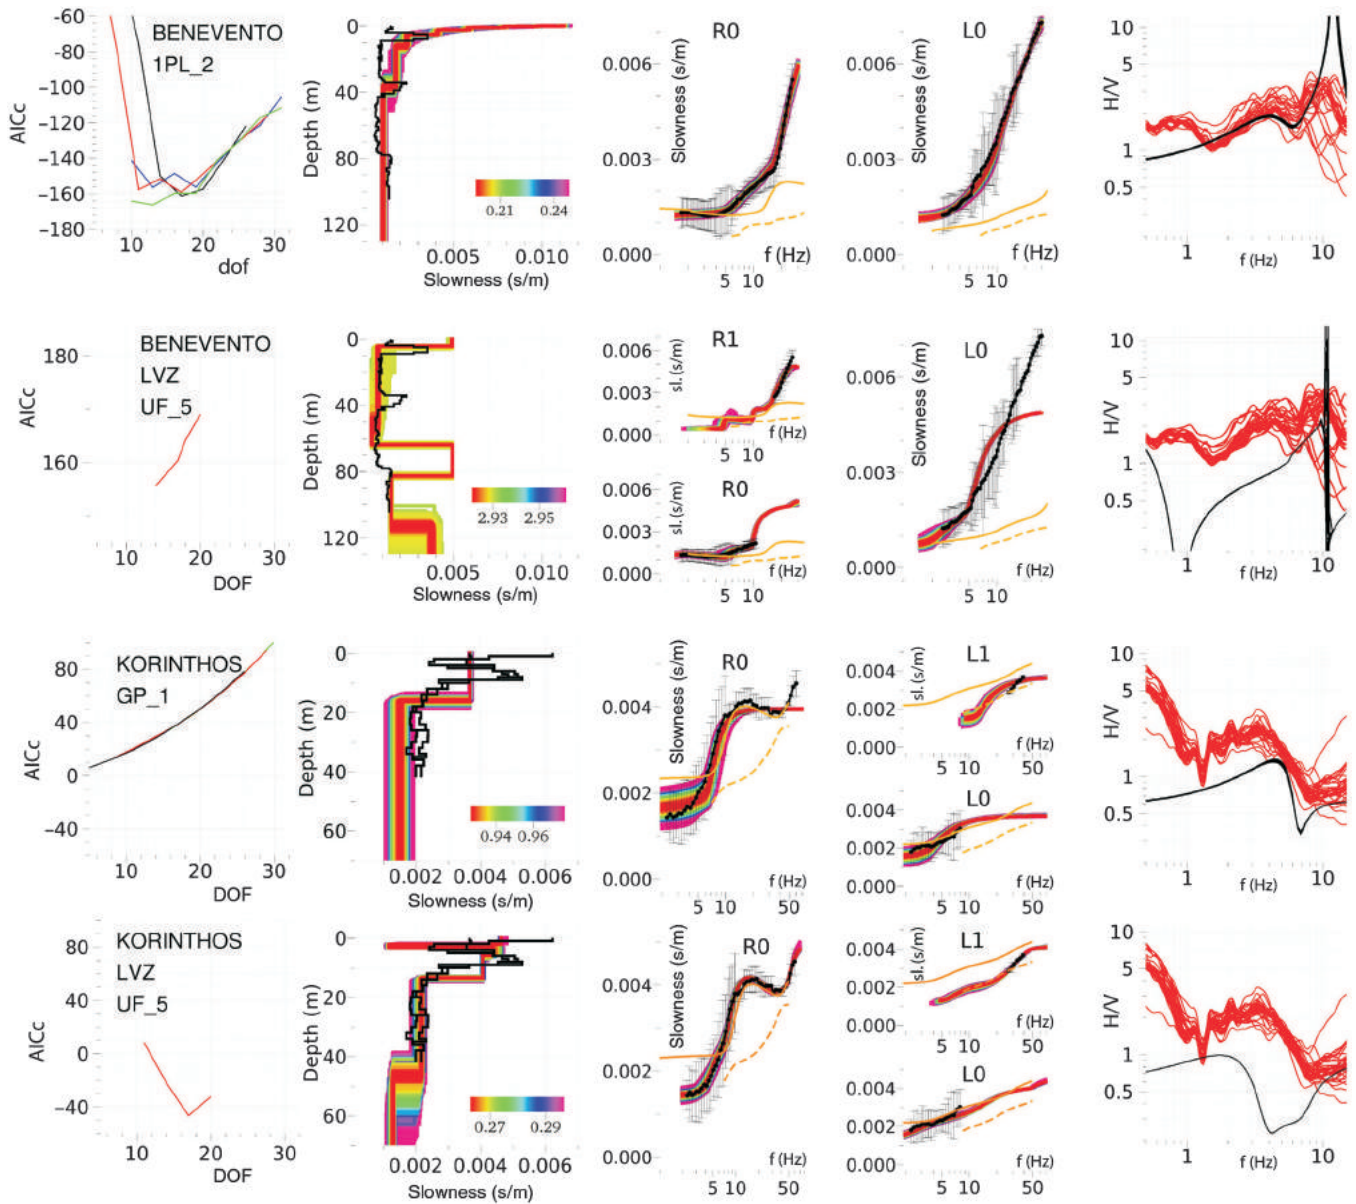 -60
-80
-100
-120
-140
-160
-180
AICc
BENEVENTO
1PL_2
10 20 30
dof
0
40
80
120
Depth (m)
0.21 0.24
0.005 0.010
Slowness (s/m)
R0
0.006
0.003
0.000
Slowness (s/m)
f (Hz)
5 10
L0
0.006
0.003
0.000
Slowness (s/m)
f (Hz)
5 10
10
5
1
0.5
H/V
1 10
f (Hz)
180
160
AICc
BENEVENTO
LVZ
UF_5
10 20 30
DOF
0
40
80
120
Depth (m)
2.93 2.95
0.005 0.010
Slowness (s/m)
R1
0.006
0.003
0.000
sl.(s/m)
f (Hz)
5 10
R0
0.006
0.003
0.000
sl.(s/m)
f (Hz)
5 10
L0
0.006
0.003
0.000
Slowness (s/m)
f (Hz)
5 10
10
5
1
0.5
H/V
1 10
f (Hz)
80
40
0
-40
AICc
KORINTHOS
GP_1
10 20 30
DOF
0
20
40
60
Depth (m)
0.94 0.96
0.002 0.004 0.006
Slowness (s/m)
R0
0.004
0.002
0.000
Slowness (s/m)
f (Hz)
5 10 50
L1
0.004
0.002
0.000
sl.(s/m)
f (Hz)
5 10 50
L0
0.004
0.002
0.000
f (Hz)
5 10 50
10
5
1
0.5
H/V
1 10
f (Hz)
80
40
0
-40
AICc
KORINTHOS
LVZ
UF_5
10 20 30
DOF
0
20
40
60
Depth (m)
0.27 0.29
0.002 0.004 0.006
Slowness (s/m)
R0
0.004
0.002
0.000
Slowness (s/m)
f (Hz)
5 10 50
L1
0.004
0.002
0.000
sl.(s/m)
f (Hz)
5 10 50
L0
0.004
0.002
0.000
f (Hz)
5 10 50
10
5
1
0.5
H/V
1 10
f (Hz)